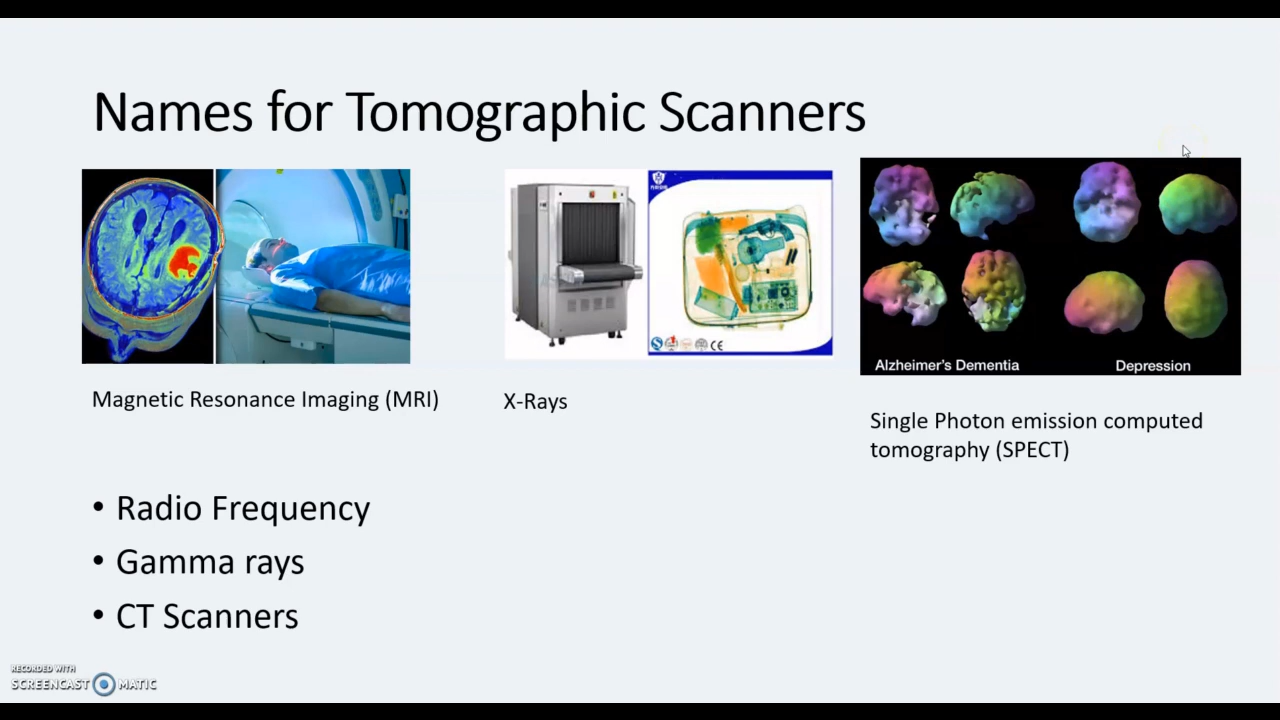 Names for Tomographic Scanners
Alzheimer's Dementia
Depression
Magnetic Resonance Imaging (MRI)
X-Rays
Single Photon emission computed
tomography (SPECT)
• Radio Frequency
• Gamma rays
• CT Scanners
RECORDED WITH
SCREENCAST MATIC